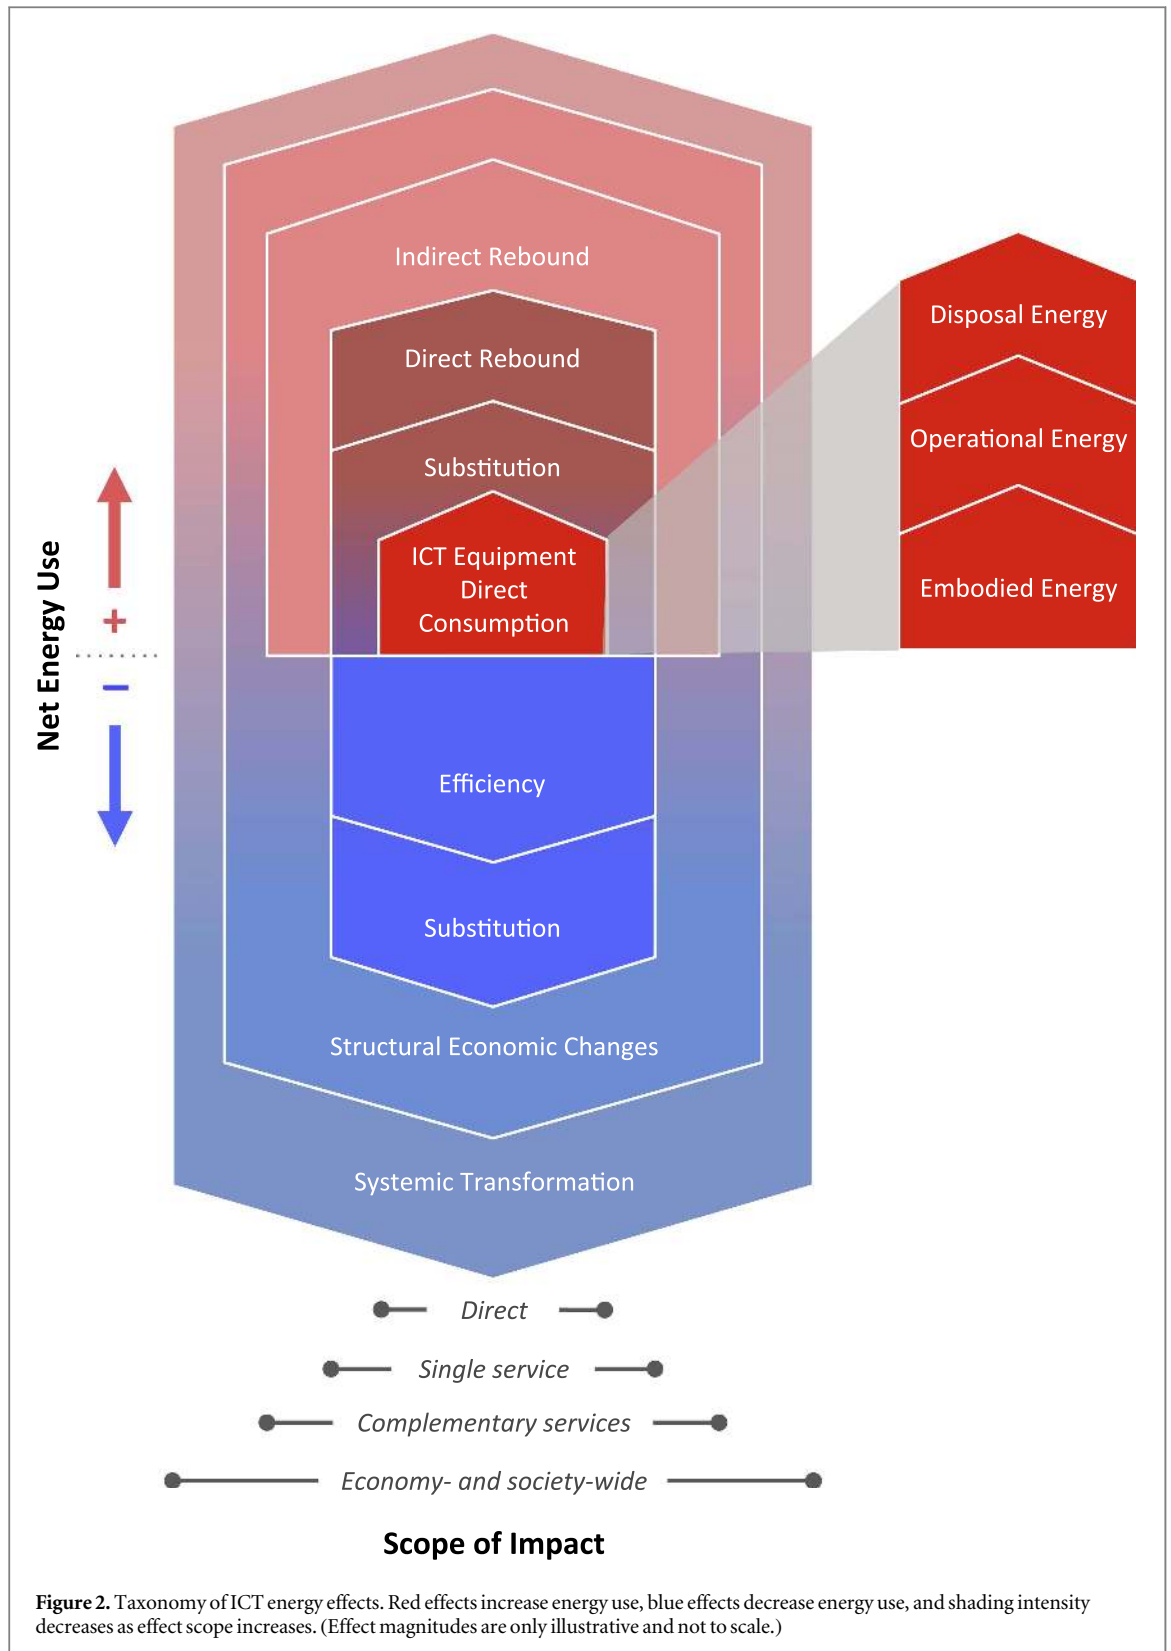 Indirect Rebound
Direct Rebound
Substitution
ICT Equipment
Direct
Consumption
Disposal Energy
Operational Energy
Embodied Energy
Net Energy Use
+
−
Efficiency
Substitution
Structural Economic Changes
Systemic Transformation
Direct
Single service
Complementary services
Economy- and society-wide
Scope of Impact
Figure 2. Taxonomy of ICT energy effects. Red effects increase energy use, blue effects decrease energy use, and shading intensity
decreases as effect scope increases. (Effect magnitudes are only illustrative and not to scale.)